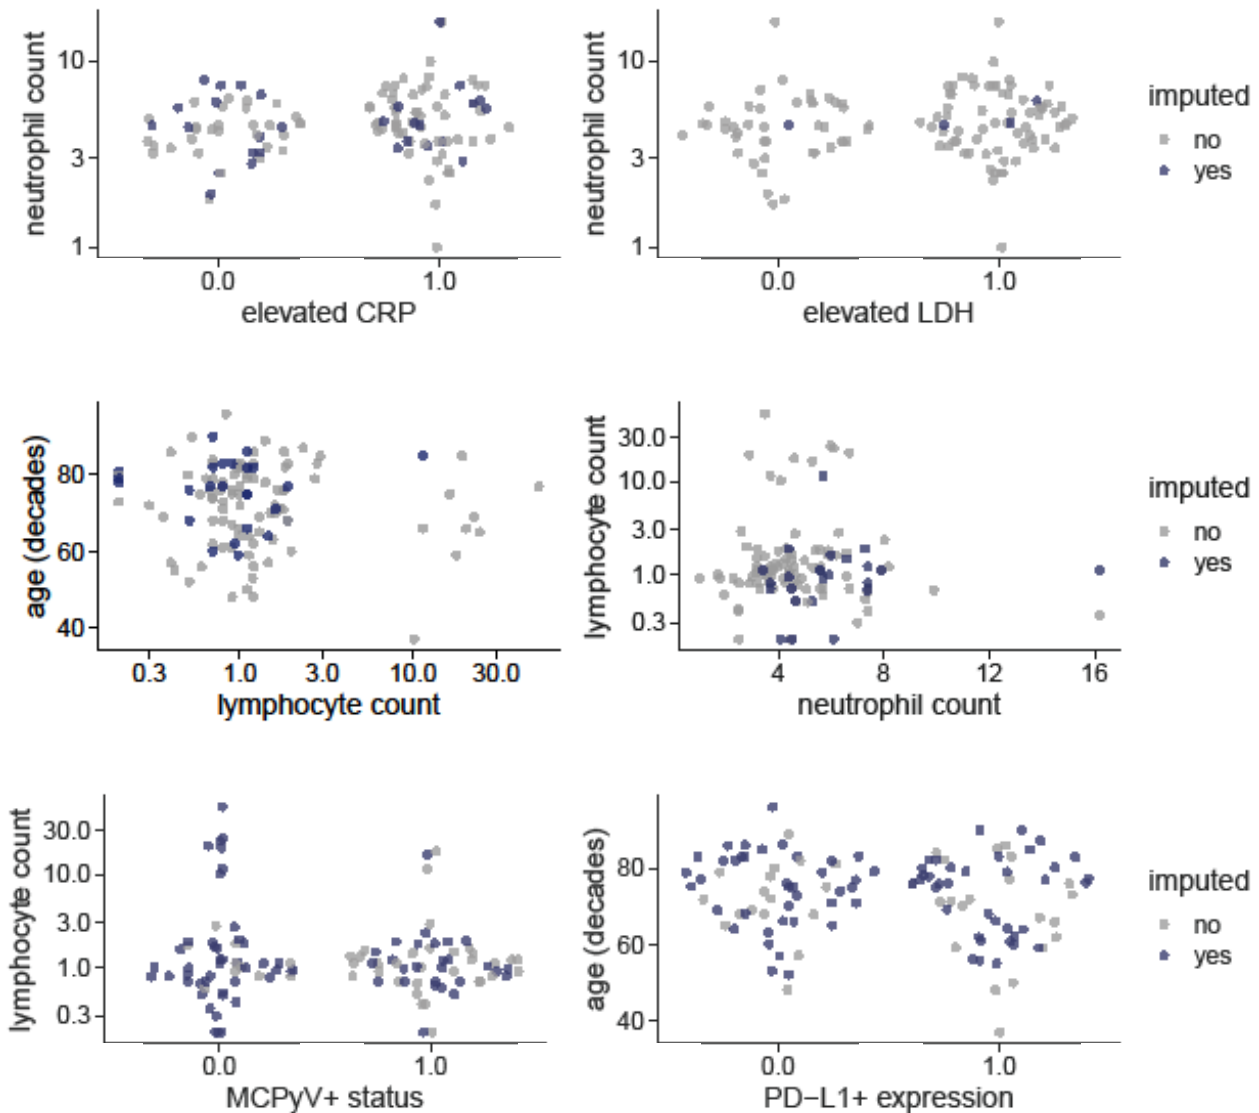 neutrophil count
10
3
1
0.0
1.0
elevated CRP
neutrophil count
10
3
1
0.0
1.0
elevated LDH
imputed
no
yes
age (decades)
80
60
40
0.3
1.0
3.0
10.0
30.0
lymphocyte count
lymphocyte count
30.0
10.0
3.0
1.0
0.3
4
8
12
16
neutrophil count
imputed
no
yes
lymphocyte count
30.0
10.0
3.0
1.0
0.3
0.0
1.0
MCPyV+ status
age (decades)
80
60
40
0.0
1.0
PD−L1+ expression
imputed
no
yes